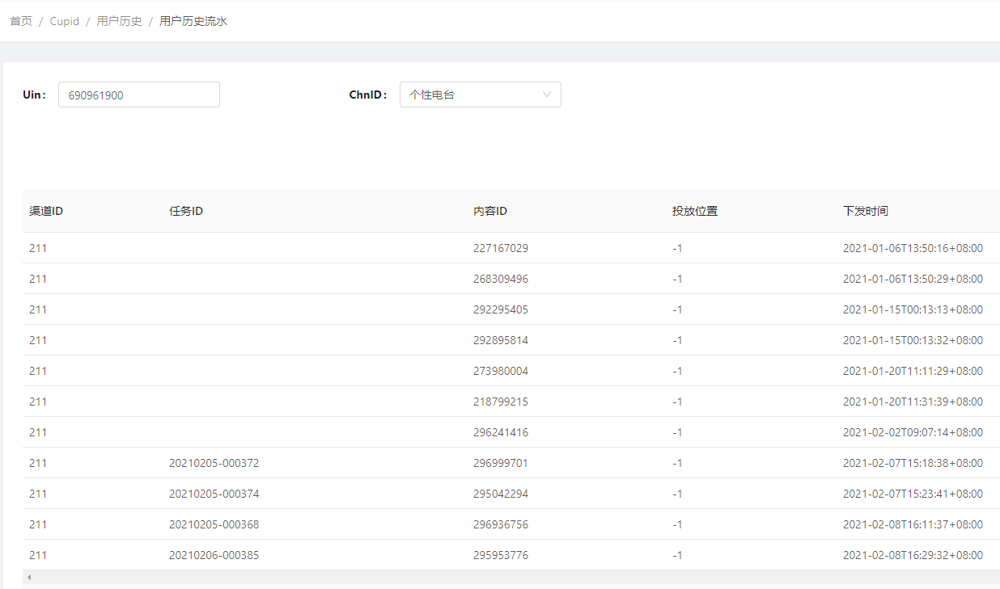 首页 / Cupid / 用户历史 / 用户历史流水
Uin: 690961900 ChnID: 个性电台
渠道ID 任务ID 内容ID 投放位置 下发时间
211 227167029 -1 2021-01-06T13:50:16+08:00
211 268309496 -1 2021-01-06T13:50:29+08:00
211 292295405 -1 2021-01-15T00:13:13+08:00
211 292895814 -1 2021-01-15T00:13:32+08:00
211 273980004 -1 2021-01-20T11:11:29+08:00
211 218799215 -1 2021-01-20T11:31:39+08:00
211 296241416 -1 2021-02-02T09:07:14+08:00
211 20210205-000372 296999701 -1 2021-02-07T15:18:38+08:00
211 20210205-000374 295042294 -1 2021-02-07T15:23:41+08:00
211 20210205-000368 296936756 -1 2021-02-08T16:11:37+08:00
211 20210206-000385 295953776 -1 2021-02-08T16:29:32+08:00